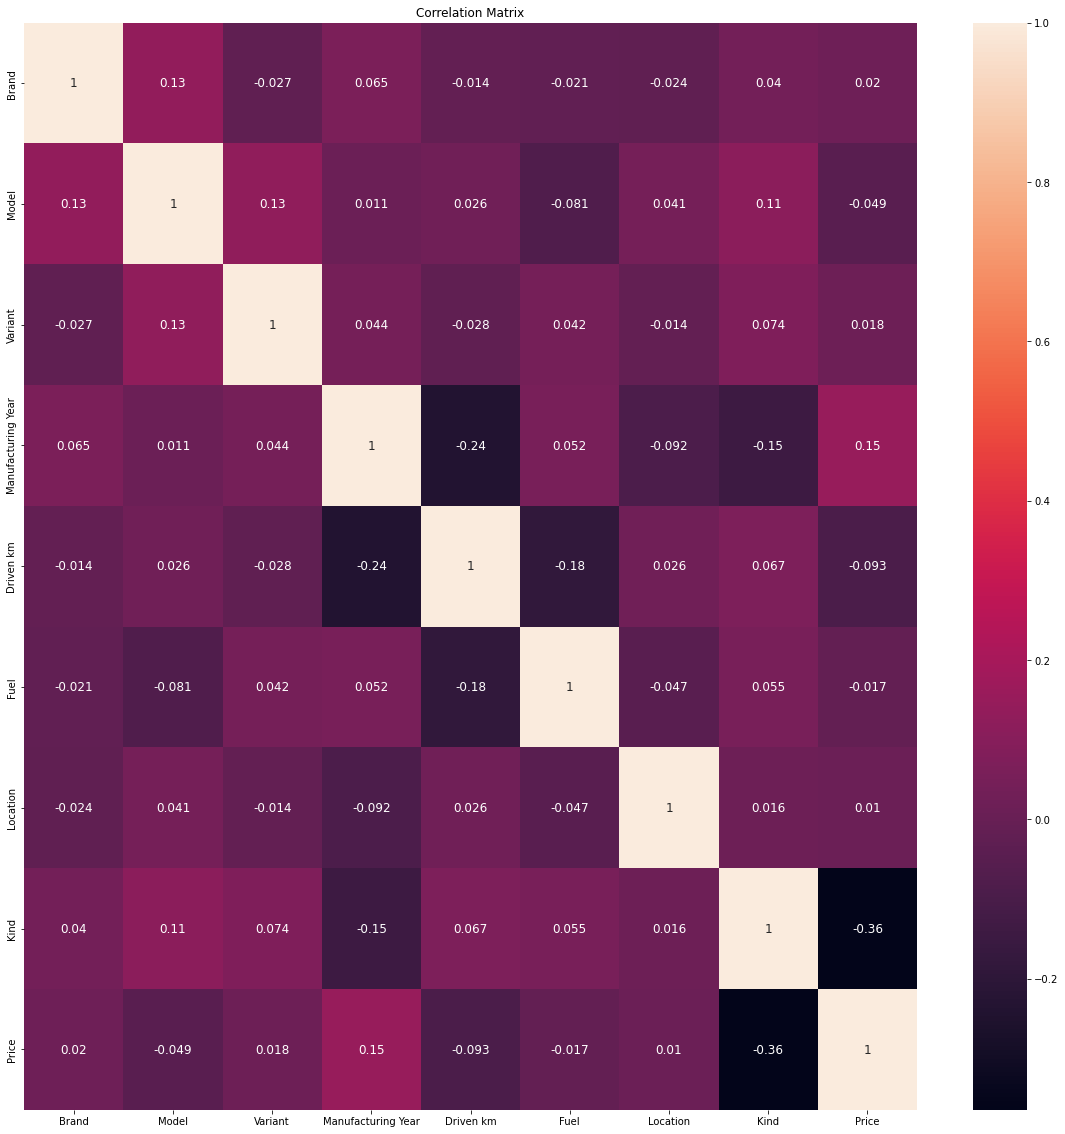 Correlation Matrix
Brand 1 0.13 -0.027 0.065 -0.014 -0.021 -0.024 0.04 0.02
Model 0.13 1 0.13 0.011 0.026 -0.081 0.041 0.11 -0.049
Variant -0.027 0.13 1 0.044 -0.028 0.042 -0.014 0.074 0.018
Manufacturing Year 0.065 0.011 0.044 1 -0.24 0.052 -0.092 -0.15 0.15
Driven km -0.014 0.026 -0.028 -0.24 1 -0.18 0.026 0.067 -0.093
Fuel -0.021 -0.081 0.042 0.052 -0.18 1 -0.047 0.055 -0.017
Location -0.024 0.041 -0.014 -0.092 0.026 -0.047 1 0.016 0.01
Kind 0.04 0.11 0.074 -0.15 0.067 0.055 0.016 1 -0.36
Price 0.02 -0.049 0.018 0.15 -0.093 -0.017 0.01 -0.36 1
Brand Model Variant Manufacturing Year Driven km Fuel Location Kind Price
1.0
0.8
0.6
0.4
0.2
0.0
−0.2